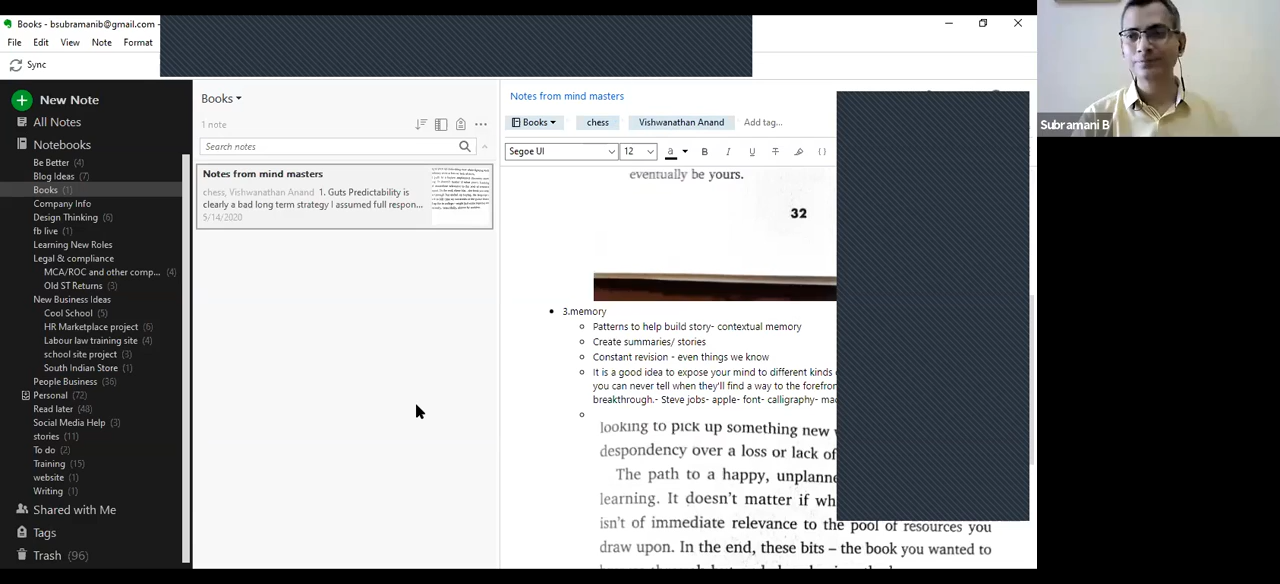 Books - bsubramanib@gmail.com -
File Edit View Note Format
Sync
New Note
All Notes
Notebooks
Be Better (4)
Blog Ideas (7)
Books (1)
Company Info
Design Thinking (6)
fb live (1)
Learning New Roles
Legal & compliance
MCA/ROC and other comp... (4)
Old ST Returns (3)
New Business Ideas
Cool School (5)
HR Marketplace project (6)
Labour law training site (4)
school site project (3)
South Indian Store (1)
People Business (36)
Personal (72)
Read later (48)
Social Media Help (3)
stories (11)
To do (2)
Training (15)
website (1)
Writing (1)
Shared with Me
Tags
Trash (96)
Books
1 note
Search notes
Notes from mind masters
chess, Vishwanathan Anand 1. Guts Predictability is
clearly a bad long term strategy I assumed full respon...
5/14/2020
Notes from mind masters
Books chess Vishwanathan Anand Add tag...
Segoe UI 12 a B I U T { }
eventually be yours.
32
3.memory
Patterns to help build story- contextual memory
Create summaries/ stories
Constant revision - even things we know
It is a good idea to expose your mind to different kinds
you can never tell when they'll find a way to the forefron
breakthrough.- Steve jobs- apple- font- calligraphy- mac
looking to pick up something new
despondency over a loss or lack of
The path to a happy, unplanne
learning. It doesn't matter if wh
isn't of immediate relevance to the pool of resources you
draw upon. In the end, these bits – the book you wanted to
Subramani B